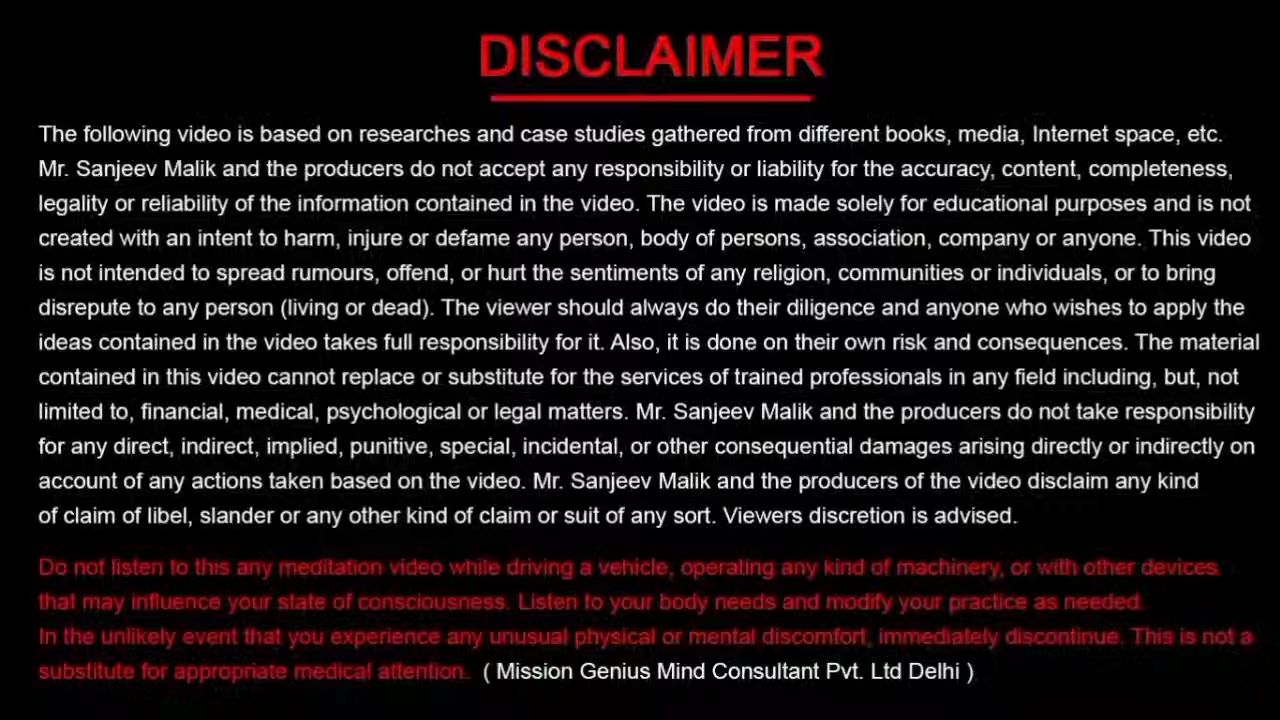 DISCLAIMER
The following video is based on researches and case studies gathered from different books, media, Internet space, etc.
Mr. Sanjeev Malik and the producers do not accept any responsibility or liability for the accuracy, content, completeness,
legality or reliability of the information contained in the video. The video is made solely for educational purposes and is not
created with an intent to harm, injure or defame any person, body of persons, association, company or anyone. This video
is not intended to spread rumours, offend, or hurt the sentiments of any religion, communities or individuals, or to bring
disrepute to any person (living or dead). The viewer should always do their diligence and anyone who wishes to apply the
ideas contained in the video takes full responsibility for it. Also, it is done on their own risk and consequences. The material
contained in this video cannot replace or substitute for the services of trained professionals in any field including, but, not
limited to, financial, medical, psychological or legal matters. Mr. Sanjeev Malik and the producers do not take responsibility
for any direct, indirect, implied, punitive, special, incidental, or other consequential damages arising directly or indirectly on
account of any actions taken based on the video. Mr. Sanjeev Malik and the producers of the video disclaim any kind
of claim of libel, slander or any other kind of claim or suit of any sort. Viewers discretion is advised.
Do not listen to this any meditation video while driving a vehicle, operating any kind of machinery, or with other devices
that may influence your state of consciousness. Listen to your body needs and modify your practice as needed.
In the unlikely event that you experience any unusual physical or mental discomfort, immediately discontinue. This is not a
substitute for appropriate medical attention. ( Mission Genius Mind Consultant Pvt. Ltd Delhi )